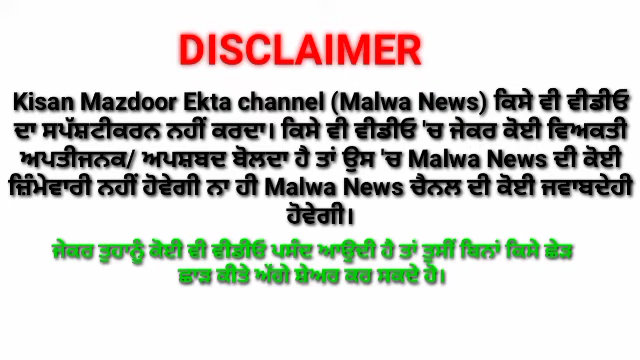 DISCLAIMER
Kisan Mazdoor Ekta channel (Malwa News) ਕਿਸੇ ਵੀ ਵੀਡੀਓ
ਦਾ ਸਪੱਸ਼ਟੀਕਰਨ ਨਹੀਂ ਕਰਦਾ। ਕਿਸੇ ਵੀ ਵੀਡੀਓ 'ਚ ਜੇਕਰ ਕੋਈ ਵਿਅਕਤੀ
ਅਪਤੀਜਨਕ/ ਅਪਸ਼ਬਦ ਬੋਲਦਾ ਹੈ ਤਾਂ ਉਸ 'ਚ Malwa News ਦੀ ਕੋਈ
ਜ਼ਿੰਮੇਵਾਰੀ ਨਹੀਂ ਹੋਵੇਗੀ ਨਾ ਹੀ Malwa News ਚੈਨਲ ਦੀ ਕੋਈ ਜਵਾਬਦੇਹੀ
ਹੋਵੇਗੀ।
ਜੇਕਰ ਤੁਹਾਨੂੰ ਕੋਈ ਵੀ ਵੀਡੀਓ ਪਸੰਦ ਆਉਦੀ ਹੈ ਤਾਂ ਤੁਸੀਂ ਬਿਨਾਂ ਕਿਸੇ ਛੇੜ
ਛਾੜ ਕੀਤੇ ਅੱਗੇ ਸ਼ੇਅਰ ਕਰ ਸਕਦੇ ਹੋ।